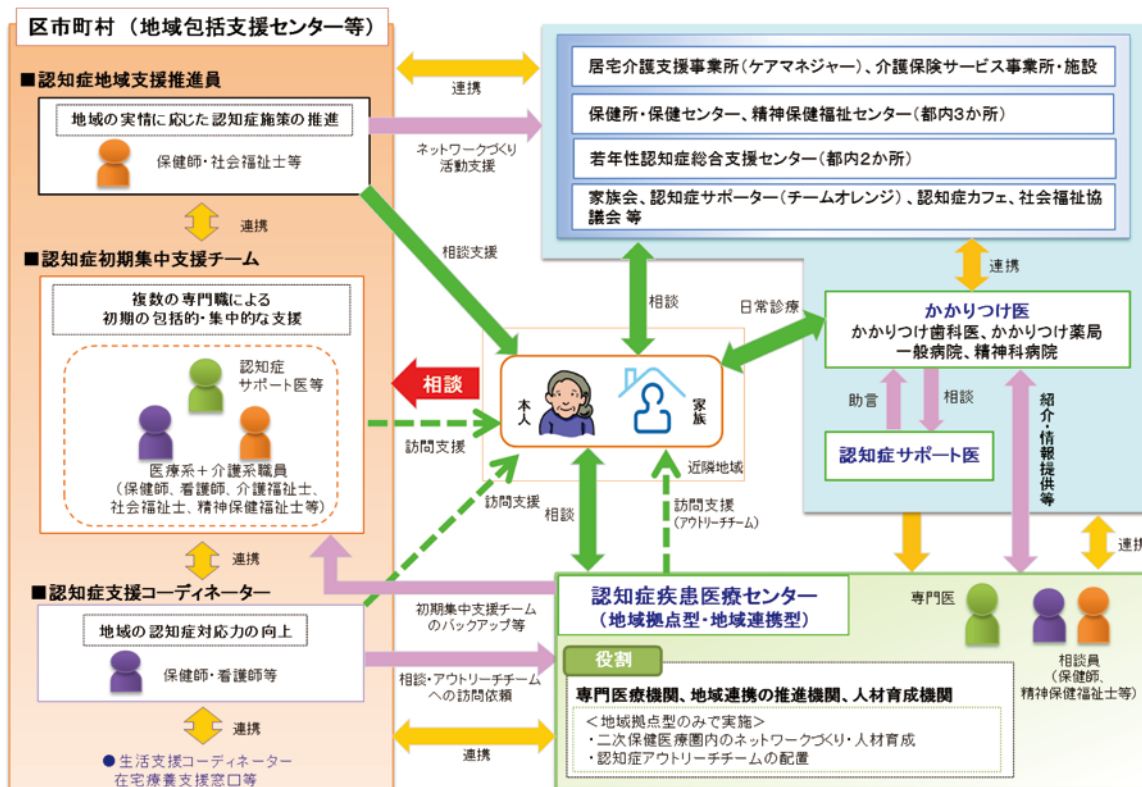 区市町村 （地域包括支援センター等）
■認知症地域支援推進員
地域の実情に応じた認知症施策の推進
保健師・社会福祉士等
連携
■認知症初期集中支援チーム
複数の専門職による
初期の包括的・集中的な支援
認知症
サポート医等
医療系＋介護系職員
（保健師、看護師、介護福祉士、
社会福祉士、精神保健福祉士等）
連携
■認知症支援コーディネーター
地域の認知症対応力の向上
保健師・看護師等
連携
●生活支援コーディネーター
在宅療養支援窓口等
連携
ネットワークづくり
活動支援
相談支援
相談
訪問支援
訪問支援
初期集中支援チーム
のバックアップ等
相談・アウトリーチチーム
への訪問依頼
連携
居宅介護支援事業所（ケアマネジャー）、介護保険サービス事業所・施設
保健所・保健センター、精神保健福祉センター（都内3か所）
若年性認知症総合支援センター（都内2か所）
家族会、認知症サポーター（チームオレンジ）、認知症カフェ、社会福祉協
議会 等
相談
日常診療
連携
本人
家族
近隣地域
相談
訪問支援
（アウトリーチチーム）
かかりつけ医
かかりつけ歯科医、かかりつけ薬局
一般病院、精神科病院
助言
相談
認知症サポート医
紹介・情報提供等
連携
認知症疾患医療センター
（地域拠点型・地域連携型）
専門医
相談員
（保健師、
精神保健福祉士等）
役割
専門医療機関、地域連携の推進機関、人材育成機関
＜地域拠点型のみで実施＞
・二次保健医療圏内のネットワークづくり・人材育成
・認知症アウトリーチチームの配置